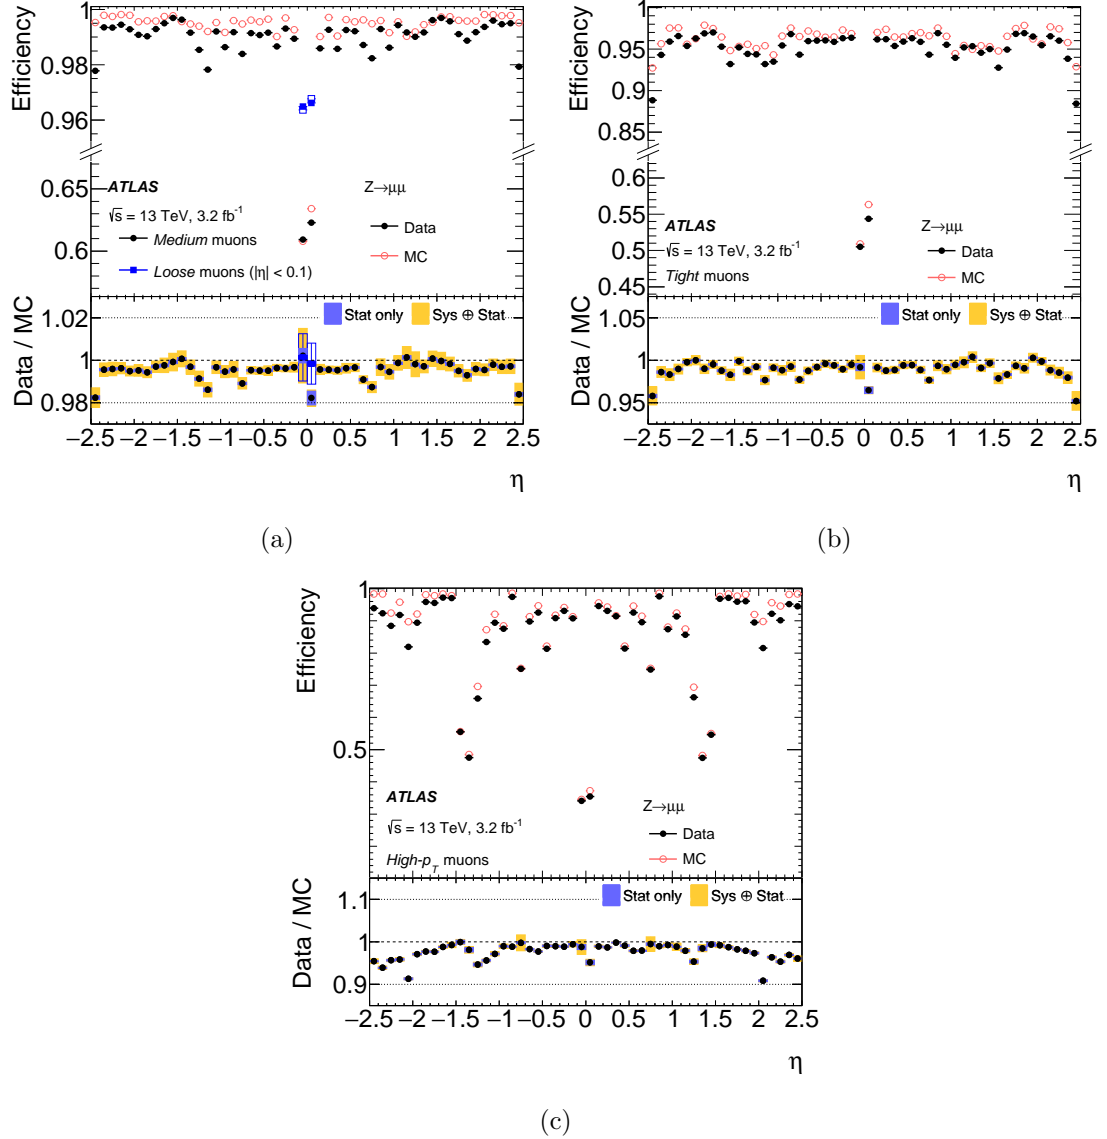 Efficiency
1
0.98
0.96
0.65
0.6
ATLAS
√s = 13 TeV, 3.2 fb⁻¹
Medium muons
Loose muons (|η| < 0.1)
Z→μμ
Data
MC
Data / MC
1.02
1
0.98
Stat only
Sys ⊕ Stat
−2.5 −2 −1.5 −1 −0.5 0 0.5 1 1.5 2 2.5
η
(a)
Efficiency
1
0.95
0.9
0.85
0.6
0.55
0.5
0.45
ATLAS
√s = 13 TeV, 3.2 fb⁻¹
Tight muons
Z→μμ
Data
MC
Data / MC
1.05
1
0.95
Stat only
Sys ⊕ Stat
−2.5 −2 −1.5 −1 −0.5 0 0.5 1 1.5 2 2.5
η
(b)
Efficiency
1
0.5
ATLAS
√s = 13 TeV, 3.2 fb⁻¹
High-p_T muons
Z→μμ
Data
MC
Data / MC
1.1
1
0.9
Stat only
Sys ⊕ Stat
−2.5 −2 −1.5 −1 −0.5 0 0.5 1 1.5 2 2.5
η
(c)